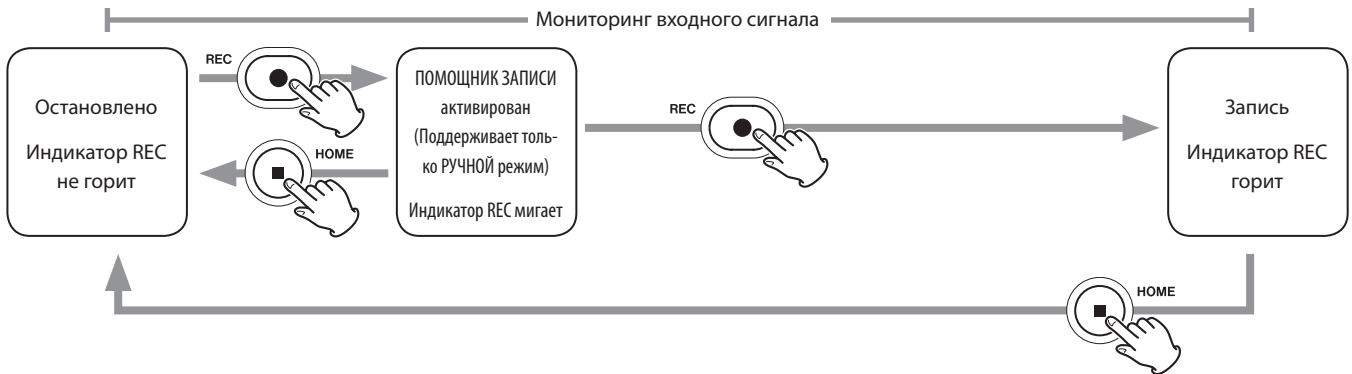 Мониторинг входного сигнала
Остановлено
Индикатор REC
не горит
REC
HOME
ПОМОЩНИК ЗАПИСИ
активирован
(Поддерживает толь-
ко РУЧНОЙ режим)
Индикатор REC мигает
REC
Запись
Индикатор REC
горит
HOME